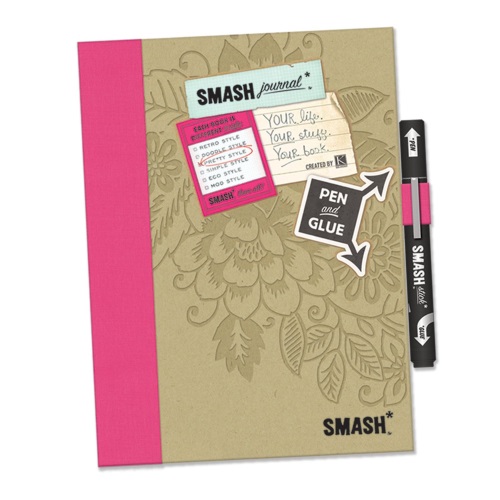 SMASH journal*
EACH BOOK IS
DIFFERENT
RETRO STYLE
DOODLE STYLE
PRETTY STYLE
SIMPLE STYLE
ECO STYLE
MOD STYLE
SMASH*
YOUR life.
YOUR stuff.
YOUR book.
CREATED BY K
PEN
and
GLUE
PEN
SMASH stick*
GLUE
SMASH*